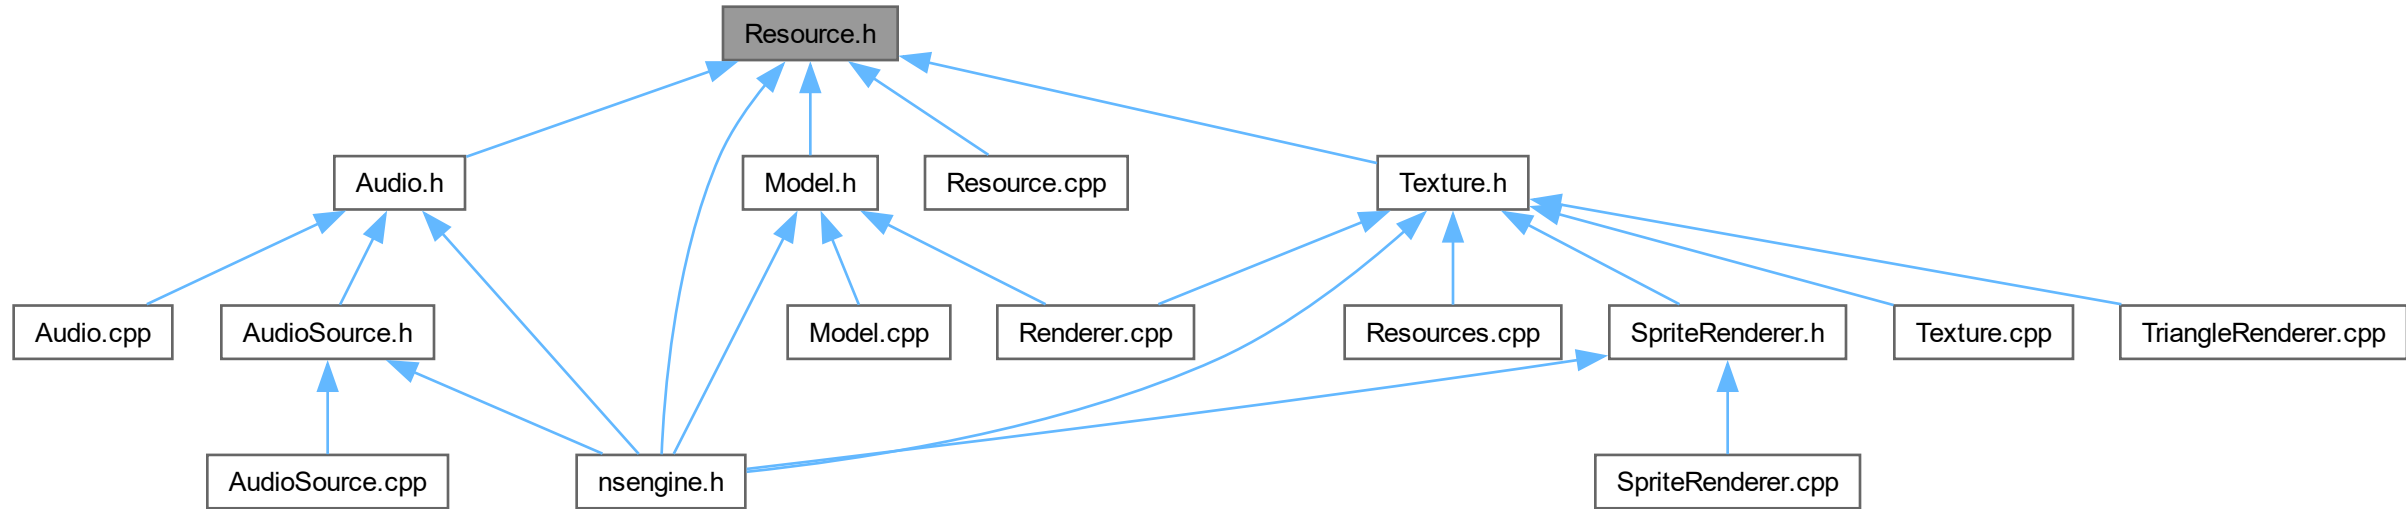 Resource.h
Audio.h
Model.h
Resource.cpp
Texture.h
Audio.cpp
AudioSource.h
Model.cpp
Renderer.cpp
Resources.cpp
SpriteRenderer.h
Texture.cpp
TriangleRenderer.cpp
AudioSource.cpp
nsengine.h
SpriteRenderer.cpp